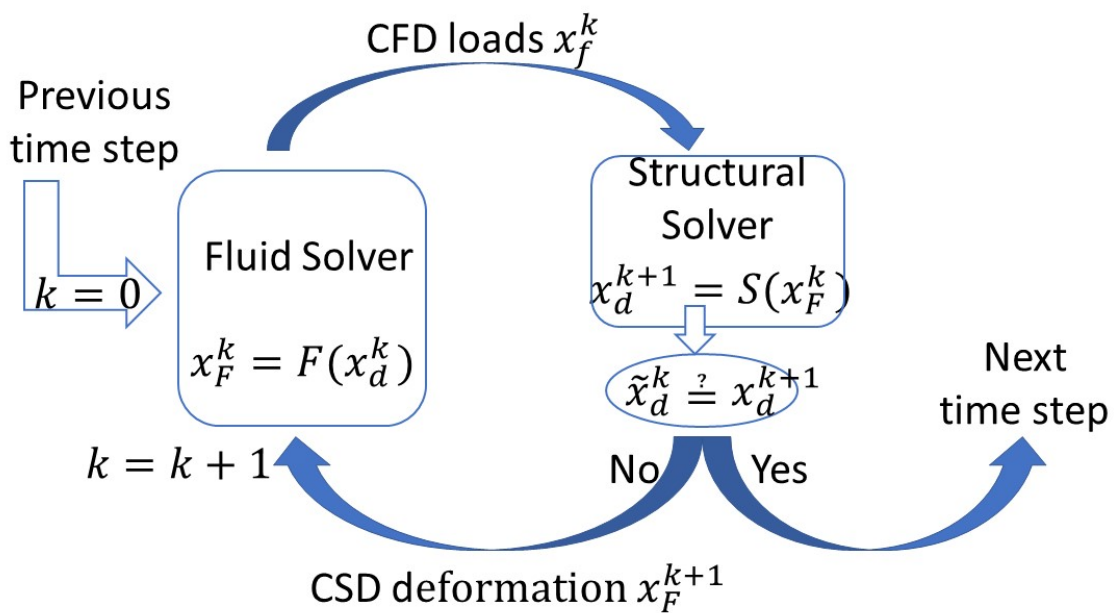 CFD loads $x_f^k$
Previous
time step
$k = 0$
Fluid Solver
$x_F^k = F(x_d^k)$
Structural
Solver
$x_d^{k+1} = S(x_F^k)$
$\tilde{x}_d^k \stackrel{?}{=} x_d^{k+1}$
Next
time step
No
Yes
$k = k + 1$
CSD deformation $x_F^{k+1}$